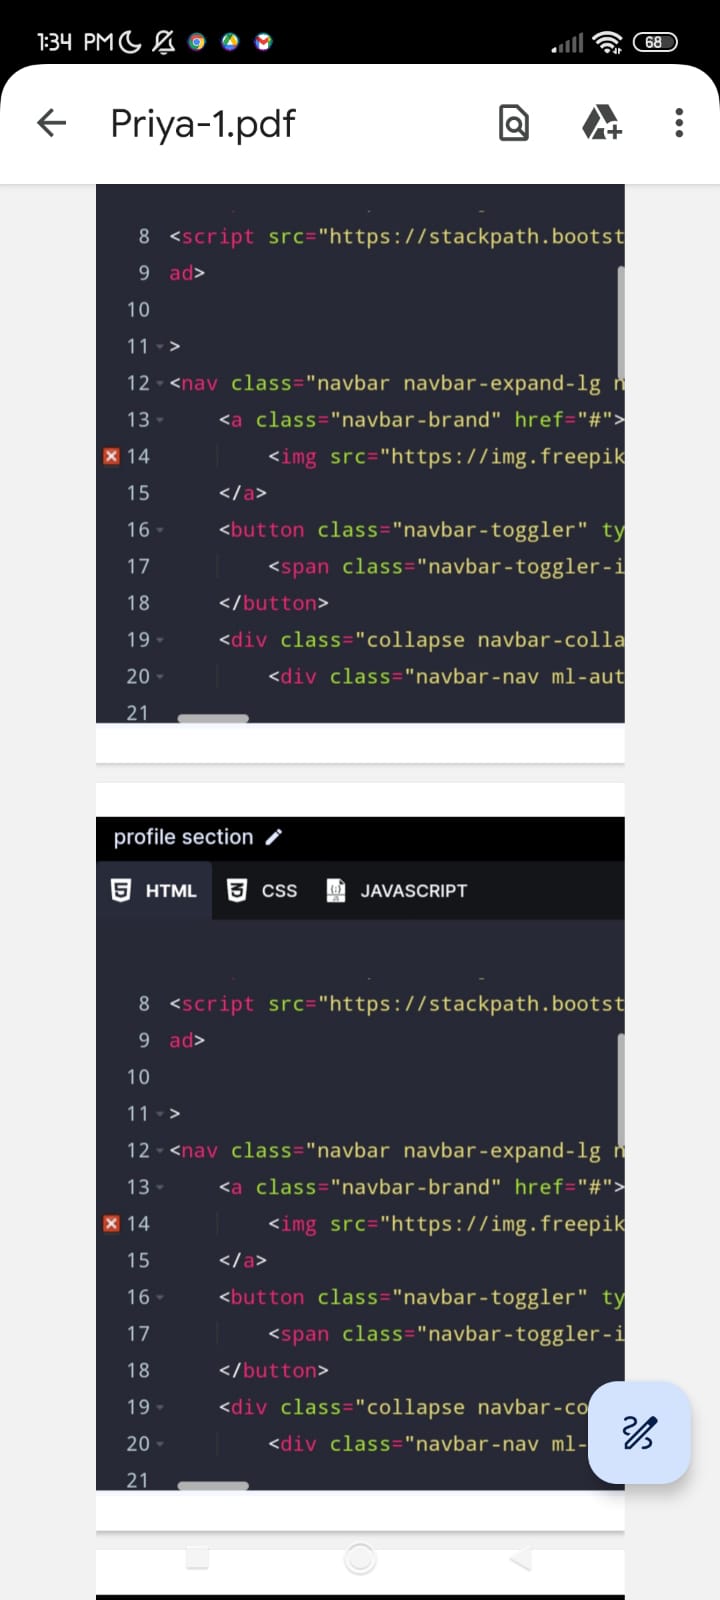 1:34 PM
68
Priya-1.pdf
8 <script src="https://stackpath.bootst
9 ad>
10
11 >
12 <nav class="navbar navbar-expand-lg n
13 <a class="navbar-brand" href="#">
14 <img src="https://img.freepik
15 </a>
16 <button class="navbar-toggler" ty
17 <span class="navbar-toggler-i
18 </button>
19 <div class="collapse navbar-colla
20 <div class="navbar-nav ml-aut
21
profile section
HTML CSS JAVASCRIPT
8 <script src="https://stackpath.bootst
9 ad>
10
11 >
12 <nav class="navbar navbar-expand-lg n
13 <a class="navbar-brand" href="#">
14 <img src="https://img.freepik
15 </a>
16 <button class="navbar-toggler" ty
17 <span class="navbar-toggler-i
18 </button>
19 <div class="collapse navbar-co
20 <div class="navbar-nav ml-
21